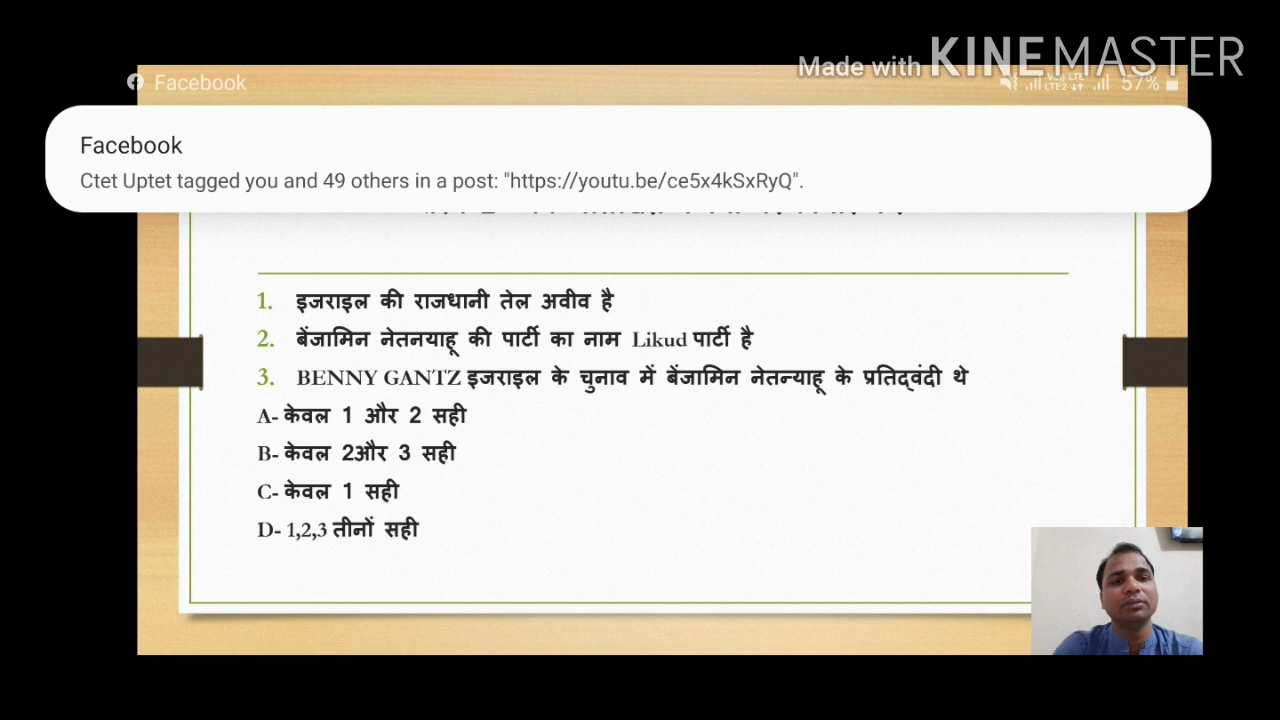 Made with KINEMASTER
Facebook
LTE2 57%
Facebook
Ctet Uptet tagged you and 49 others in a post: "https://youtu.be/ce5x4kSxRyQ".
1. इजराइल की राजधानी तेल अवीव है
2. बेंजामिन नेतनयाहू की पार्टी का नाम Likud पार्टी है
3. BENNY GANTZ इजराइल के चुनाव में बेंजामिन नेतन्याहू के प्रतिद्वंदी थे
A- केवल 1 और 2 सही
B- केवल 2और 3 सही
C- केवल 1 सही
D- 1,2,3 तीनों सही